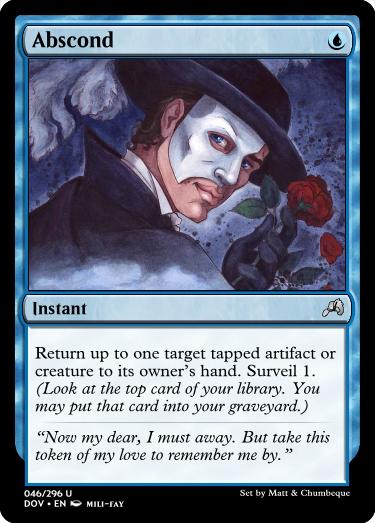 Abscond
Instant
Return up to one target tapped artifact or
creature to its owner's hand. Surveil 1.
(Look at the top card of your library. You
may put that card into your graveyard.)
“Now my dear, I must away. But take this
token of my love to remember me by.”
046/296 U
DOV • EN MILI-FAY
Set by Matt & Chumbeque